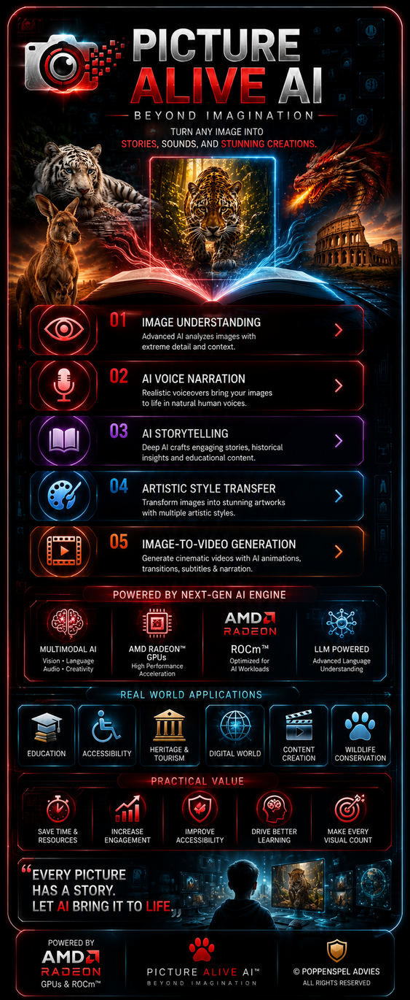 PICTURE
ALIVE AI
BEYOND IMAGINATION
TURN ANY IMAGE INTO
STORIES, SOUNDS, AND STUNNING CREATIONS.
01
IMAGE UNDERSTANDING
Advanced AI analyzes images with
extreme detail and context.
02
AI VOICE NARRATION
Realistic voiceovers bring your images
to life in natural human voices.
03
AI STORYTELLING
Deep AI crafts engaging stories, historical
insights and educational content.
04
ARTISTIC STYLE TRANSFER
Transform images into stunning artworks
with multiple artistic styles.
05
IMAGE-TO-VIDEO GENERATION
Generate cinematic videos with AI animations,
transitions, subtitles & narration.
POWERED BY NEXT-GEN AI ENGINE
MULTIMODAL AI
Vision • Language
Audio • Creativity
AMD RADEON™
GPUs
High Performance
Acceleration
AMD
RADEON
ROCm™
Optimized for
AI Workloads
LLM POWERED
Advanced Language
Understanding
REAL WORLD APPLICATIONS
EDUCATION
ACCESSIBILITY
HERITAGE &
TOURISM
DIGITAL WORLD
CONTENT
CREATION
WILDLIFE
CONSERVATION
PRACTICAL VALUE
SAVE TIME &
RESOURCES
INCREASE
ENGAGEMENT
IMPROVE
ACCESSIBILITY
DRIVE BETTER
LEARNING
MAKE EVERY
VISUAL COUNT
“EVERY PICTURE
HAS A STORY.
LET AI BRING IT TO LIFE.„
POWERED BY
AMD
RADEON
GPUs & ROCm™
PICTURE ALIVE AI™
BEYOND IMAGINATION
© POPPENSPEL ADVIES
ALL RIGHTS RESERVED